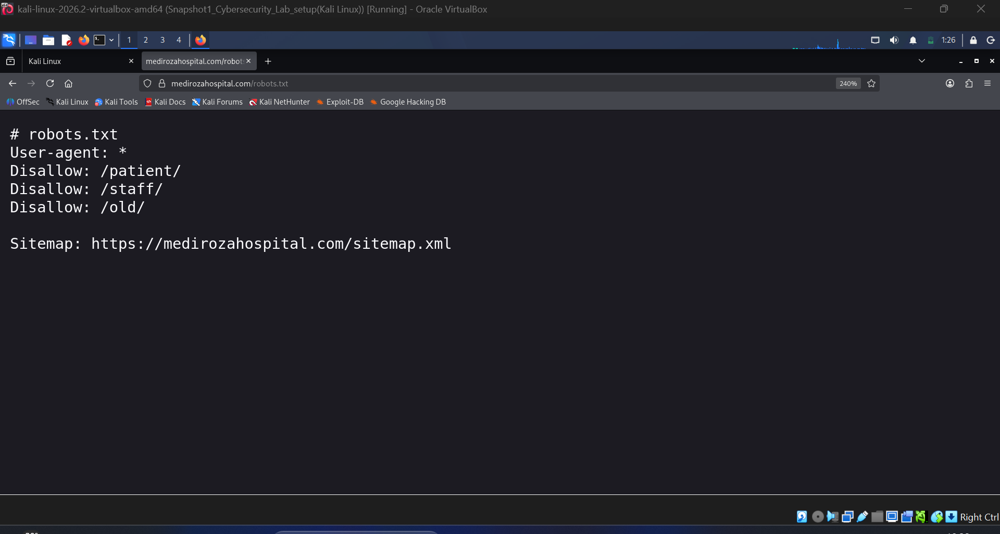 kali-linux-2026.2-virtualbox-amd64 (Snapshot1_Cybersecurity_Lab_setup(Kali Linux)) [Running] - Oracle VirtualBox
1 2 3 4
1:26
Kali Linux
medirozahospital.com/robots
medirozahospital.com/robots.txt
240%
OffSec Kali Linux Kali Tools Kali Docs Kali Forums Kali NetHunter Exploit-DB Google Hacking DB
# robots.txt
User-agent: *
Disallow: /patient/
Disallow: /staff/
Disallow: /old/
Sitemap: https://medirozahospital.com/sitemap.xml
Right Ctrl